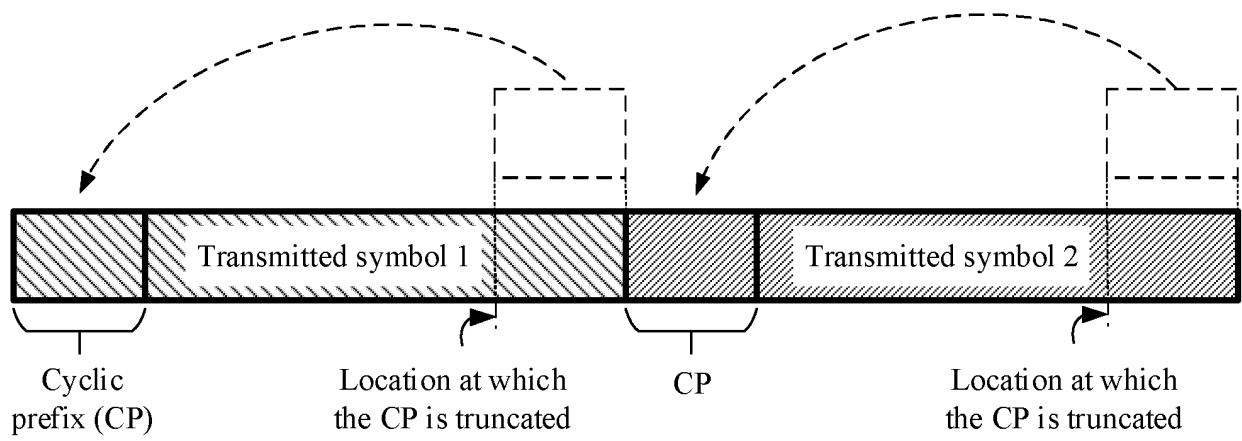 Transmitted symbol 1
Transmitted symbol 2
Cyclic
prefix (CP)
Location at which
the CP is truncated
CP
Location at which
the CP is truncated